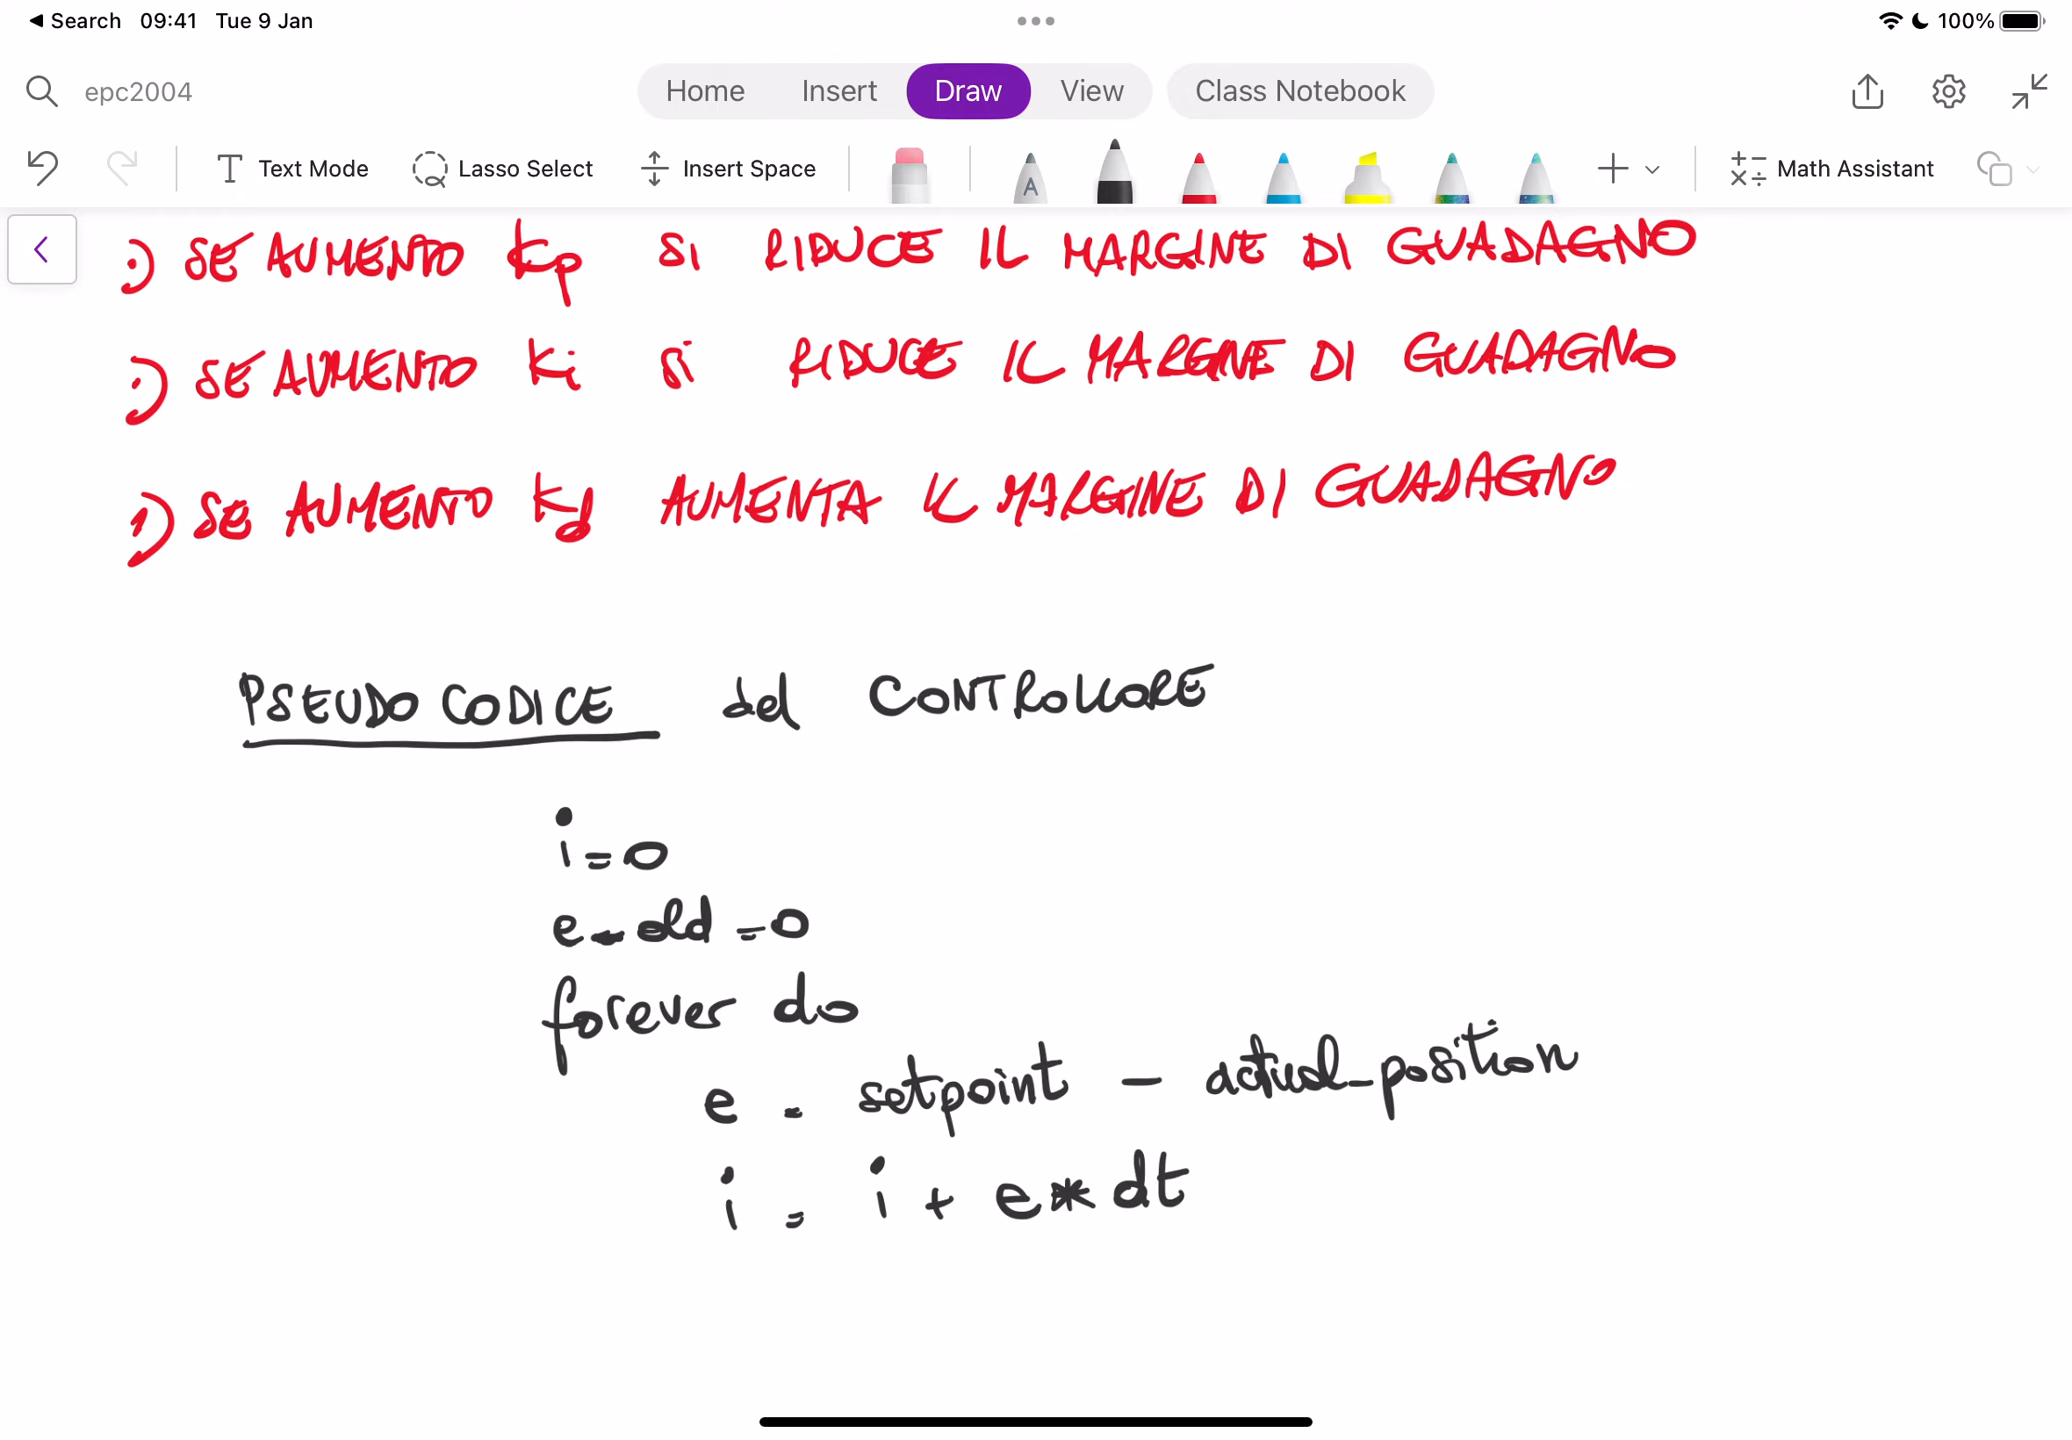 ◀ Search 09:41 Tue 9 Jan 100%
epc2004 Home Insert Draw View Class Notebook
Text Mode Lasso Select Insert Space A Math Assistant
·) SE AUMENTO Kp SI RIDUCE IL MARGINE DI GUADAGNO
·) SE AUMENTO Ki si RIDUCE IL MARGINE DI GUADAGNO
·) SE AUMENTO Kd AUMENTA IL MARGINE DI GUADAGNO
PSEUDO CODICE del CONTROLLORE
i=0
e_old =0
forever do
e = setpoint - actual_position
i = i + e * dt